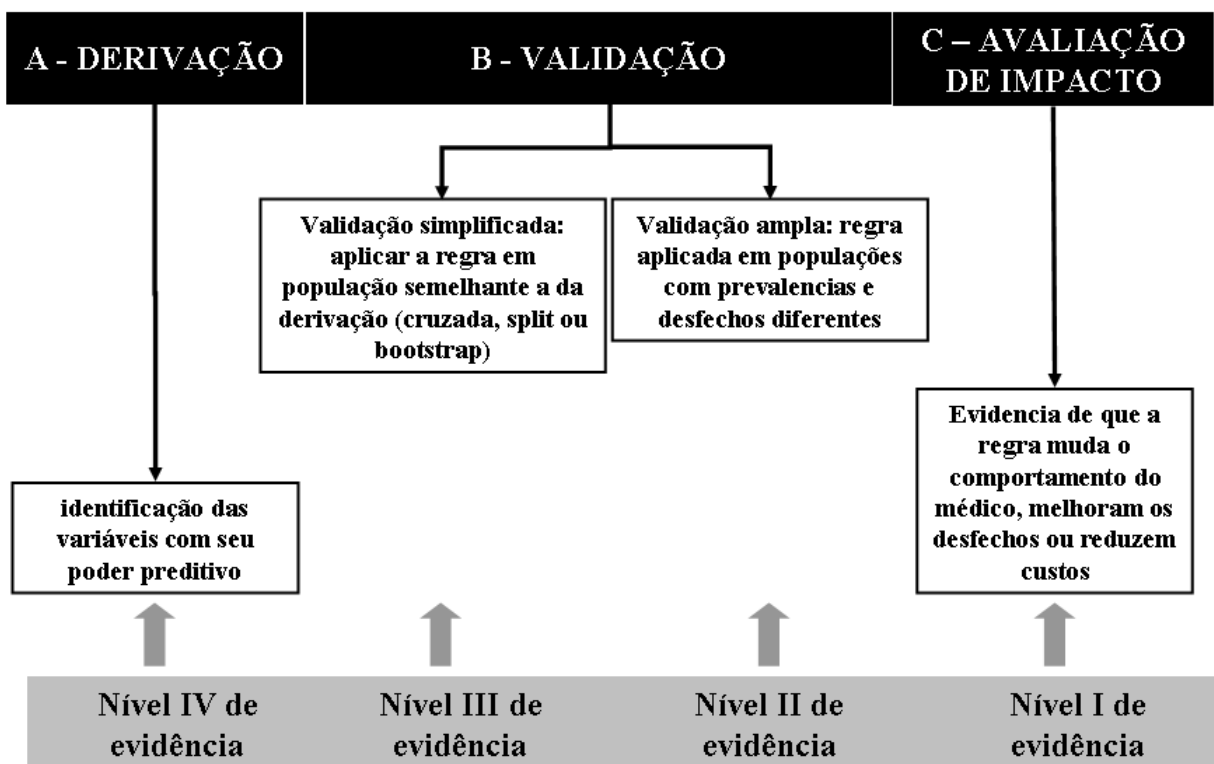 A - DERIVAÇÃO
B - VALIDAÇÃO
C – AVALIAÇÃO
DE IMPACTO
Validação simplificada:
aplicar a regra em
população semelhante a da
derivação (cruzada, split ou
bootstrap)
Validação ampla: regra
aplicada em populações
com prevalencias e
desfechos diferentes
Evidencia de que a
regra muda o
comportamento do
médico, melhoram os
desfechos ou reduzem
custos
identificação das
variáveis com seu
poder preditivo
Nível IV de
evidência
Nível III de
evidência
Nível II de
evidência
Nível I de
evidência